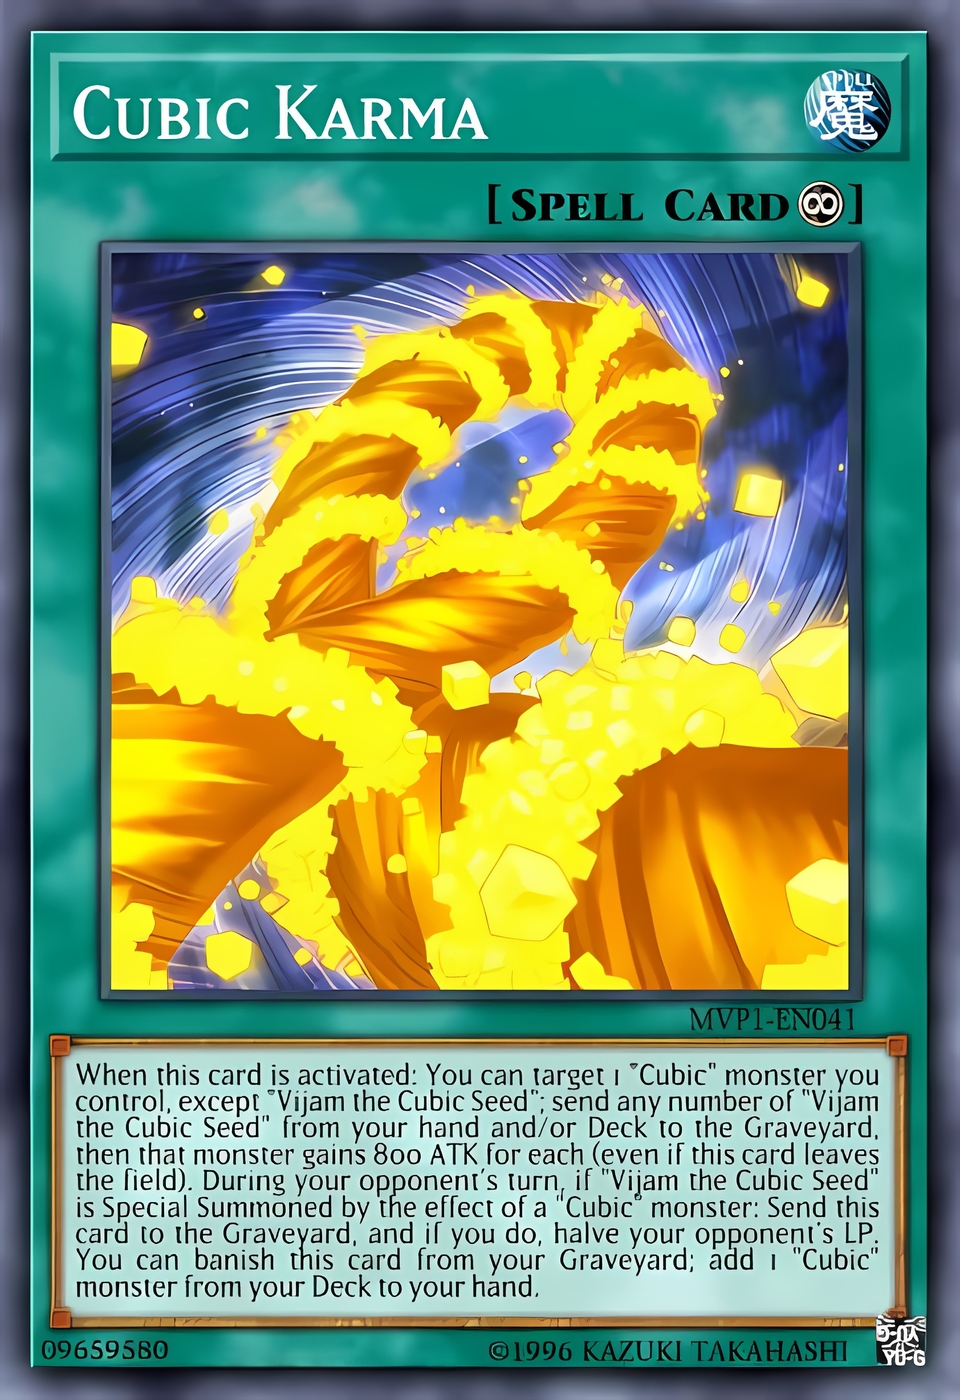 CUBIC KARMA
魔
[SPELL CARD]
MVP1-EN041
When this card is activated: You can target 1 "Cubic" monster you
control, except "Vijam the Cubic Seed"; send any number of "Vijam
the Cubic Seed" from your hand and/or Deck to the Graveyard,
then that monster gains 800 ATK for each (even if this card leaves
the field). During your opponent's turn, if "Vijam the Cubic Seed"
is Special Summoned by the effect of a "Cubic" monster: Send this
card to the Graveyard, and if you do, halve your opponent's LP.
You can banish this card from your Graveyard; add 1 "Cubic"
monster from your Deck to your hand.
09659580
©1996 KAZUKI TAKAHASHI